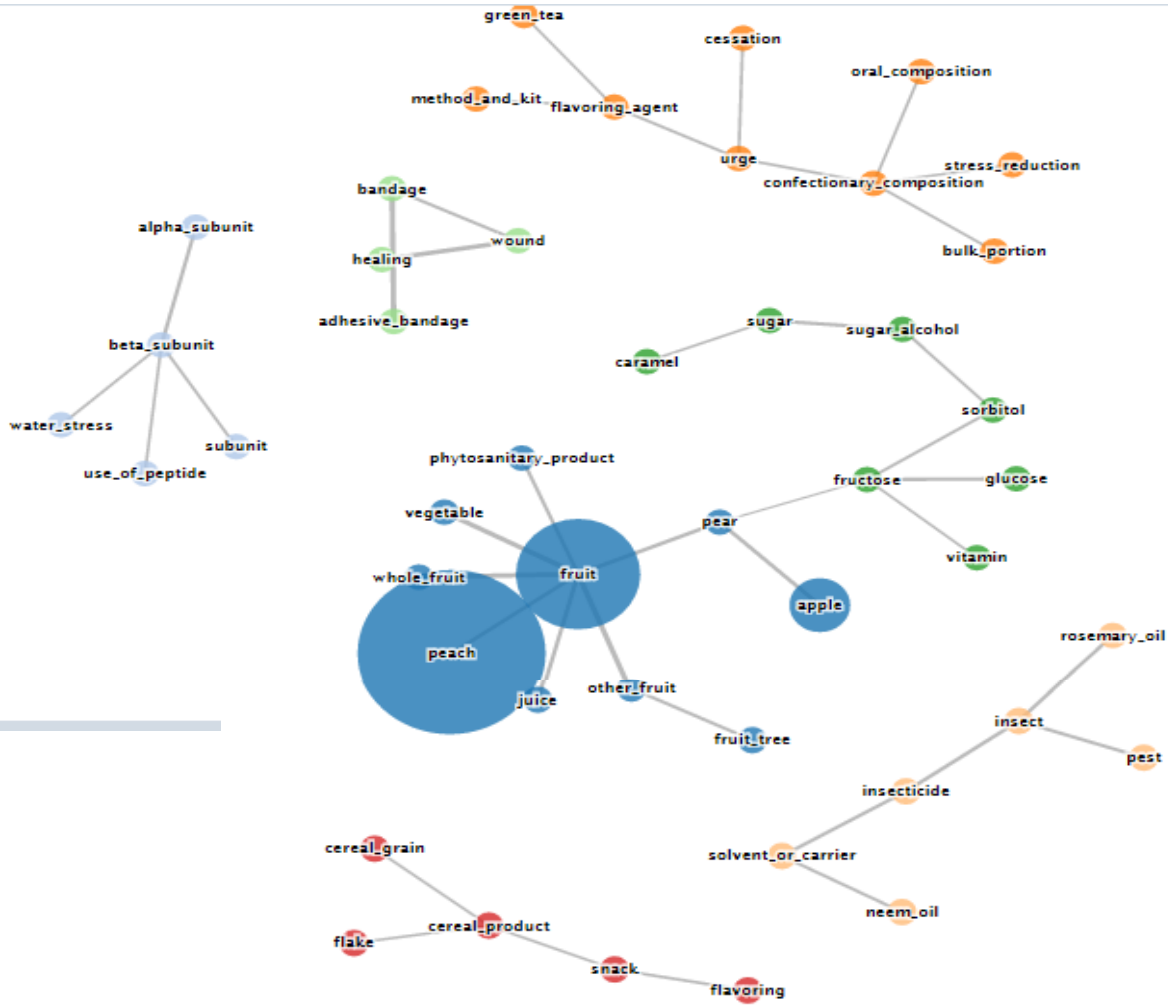 green_tea
cessation
oral_composition
method_and_kit
flavoring_agent
urge
stress_reduction
confectionary_composition
bandage
alpha_subunit
wound
bulk_portion
healing
adhesive_bandage
sugar
sugar_alcohol
beta_subunit
caramel
sorbitol
water_stress
subunit
use_of_peptide
phytosanitary_product
fructose
glucose
vegetable
pear
vitamin
whole_fruit
fruit
apple
rosemary_oil
peach
other_fruit
juice
insect
fruit_tree
pest
insecticide
cereal_grain
solvent_or_carrier
neem_oil
cereal_product
flake
snack
flavoring